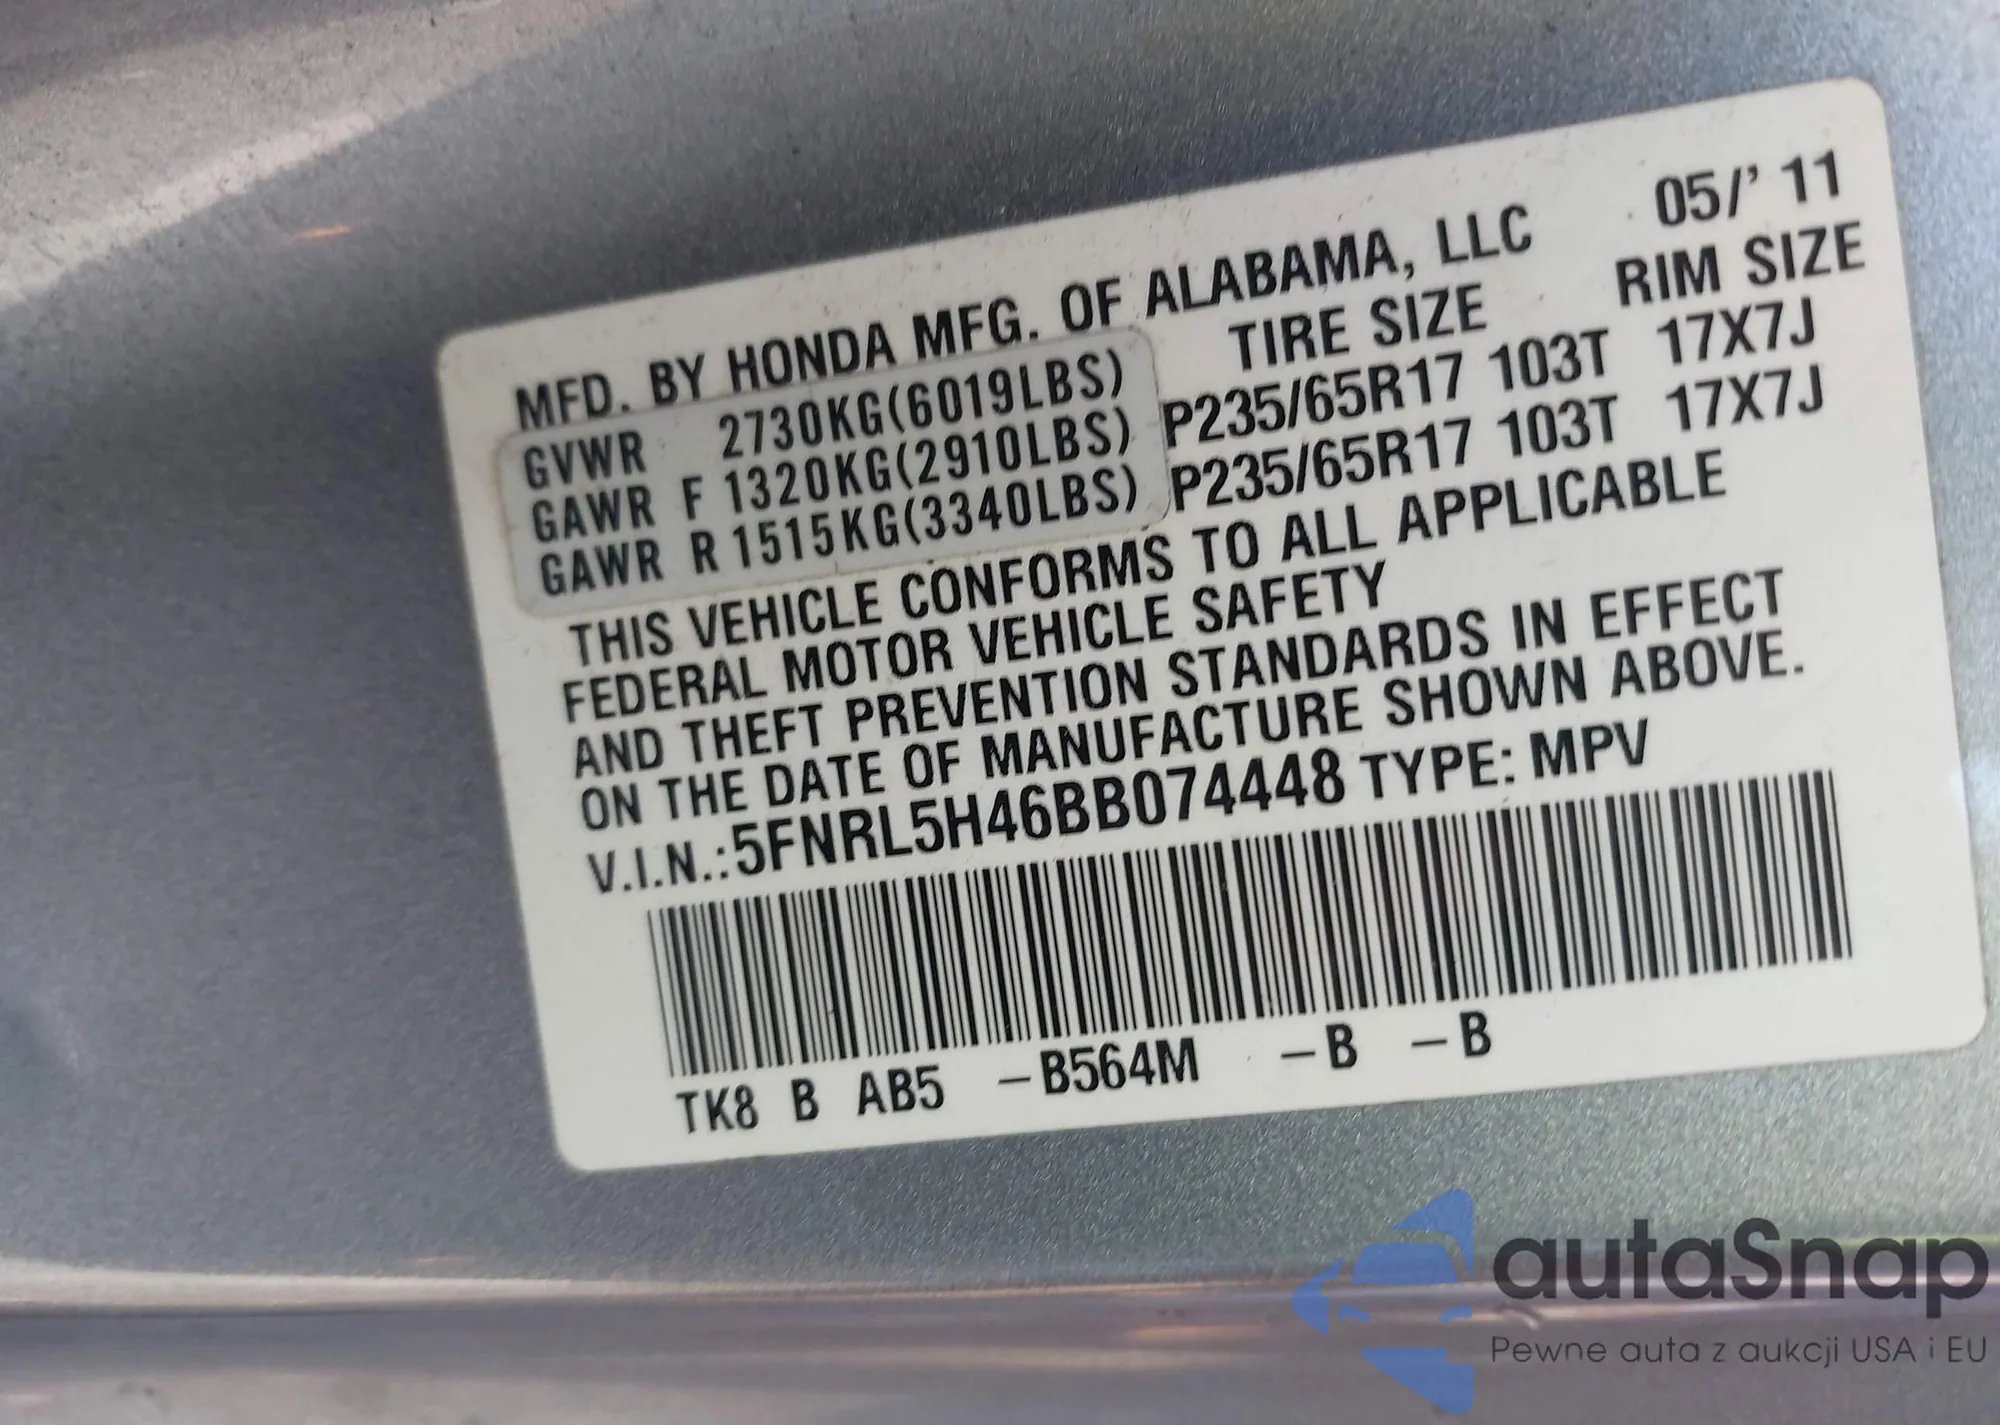 MFD. BY HONDA MFG. OF ALABAMA, LLC 05/' 11
TIRE SIZE RIM SIZE
GVWR 2730KG(6019LBS)
GAWR F 1320KG(2910LBS) P235/65R17 103T 17X7J
GAWR R 1515KG(3340LBS) P235/65R17 103T 17X7J
THIS VEHICLE CONFORMS TO ALL APPLICABLE
FEDERAL MOTOR VEHICLE SAFETY
AND THEFT PREVENTION STANDARDS IN EFFECT
ON THE DATE OF MANUFACTURE SHOWN ABOVE.
V.I.N.:5FNRL5H46BB074448 TYPE: MPV
TK8 B AB5 –B564M –B –B
autaSnap
Pewne auta z aukcji USA i EU